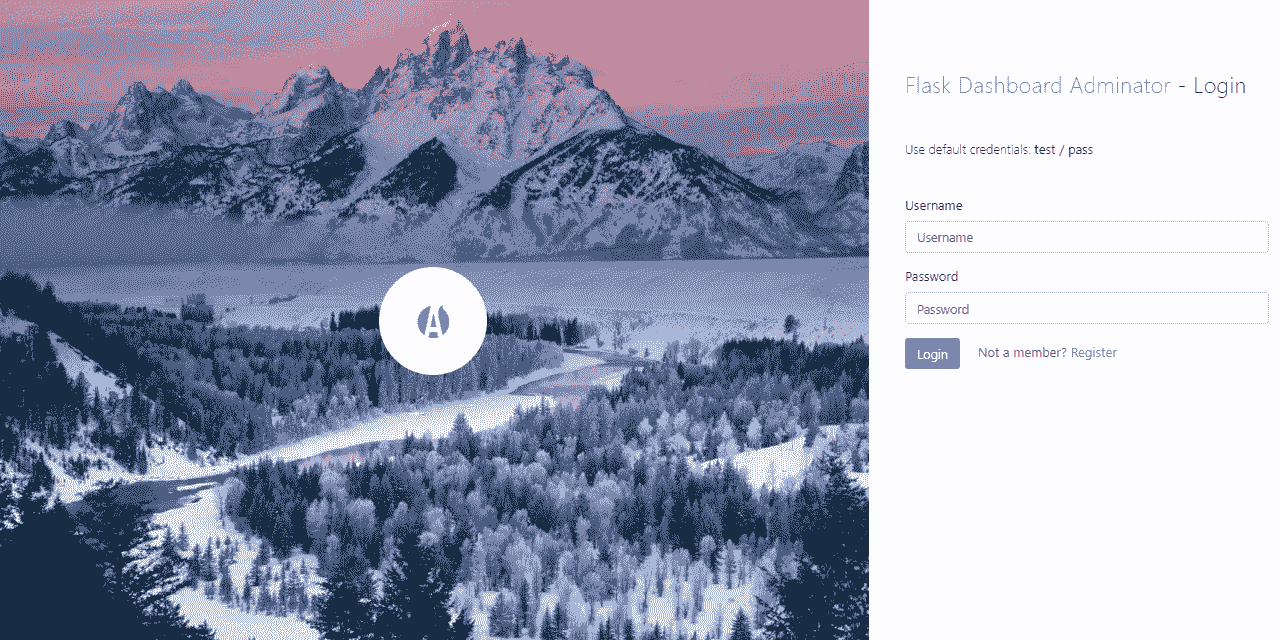 Flask Dashboard Adminator - Login
Use default credentials: test / pass
Username
Username
Password
Password
Login Not a member? Register
A